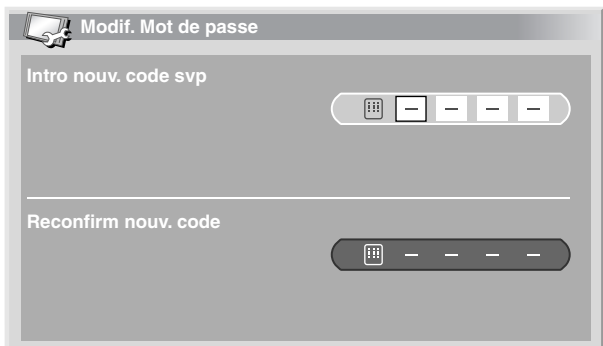 Modif. Mot de passe
Intro nouv. code svp
– – – –
Reconfirm nouv. code
– – – –